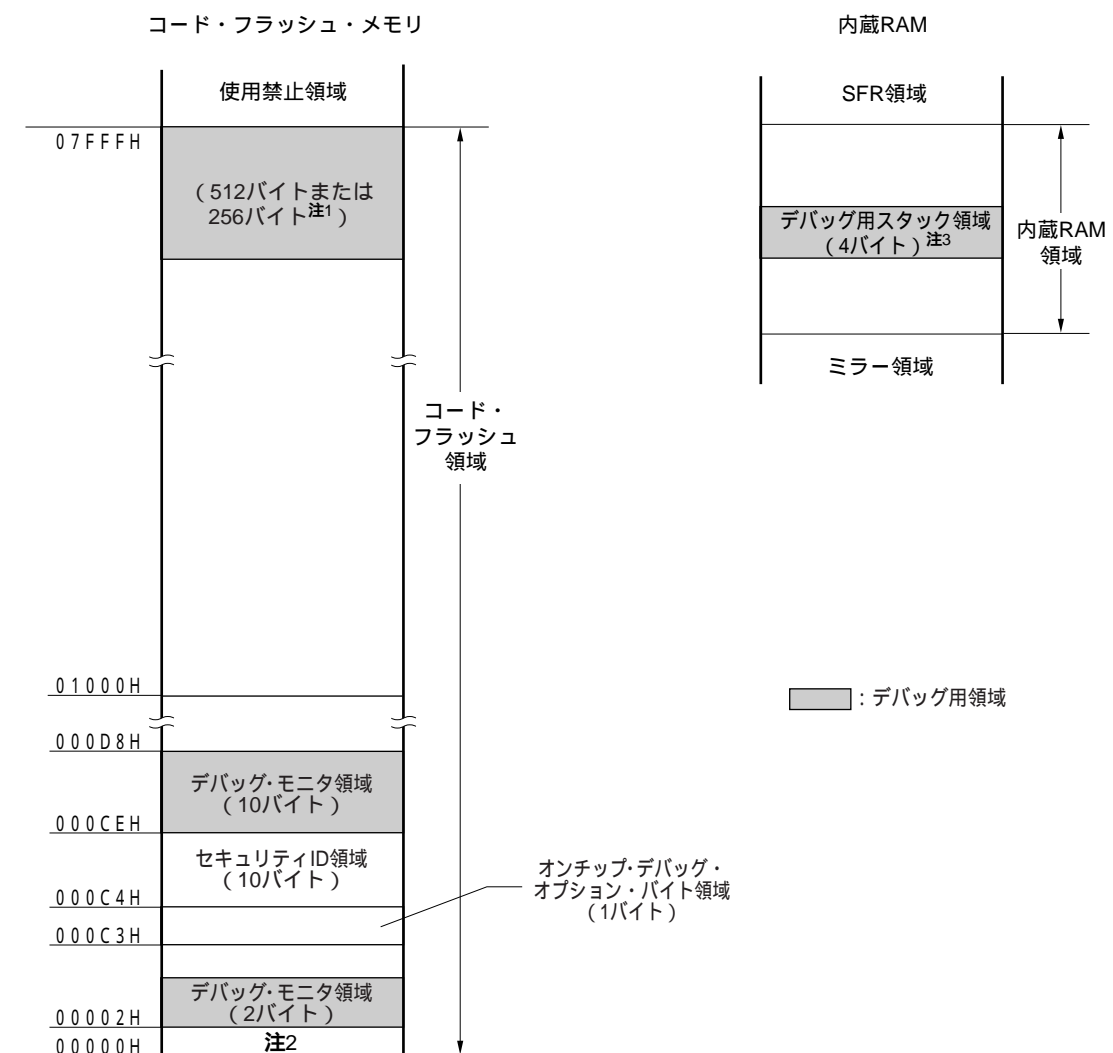 コード・フラッシュ・メモリ
使用禁止領域
07FFFH
(512バイトまたは
256バイト注1)
コード・
フラッシュ
領域
01000H
000D8H
デバッグ・モニタ領域
(10バイト)
000CEH
セキュリティID領域
(10バイト)
000C4H
000C3H
オンチップ・デバッグ・
オプション・バイト領域
(1バイト)
デバッグ・モニタ領域
(2バイト)
00002H
注2
00000H
内蔵RAM
SFR領域
デバッグ用スタック領域
(4バイト)注3
内蔵RAM
領域
ミラー領域
:デバッグ用領域